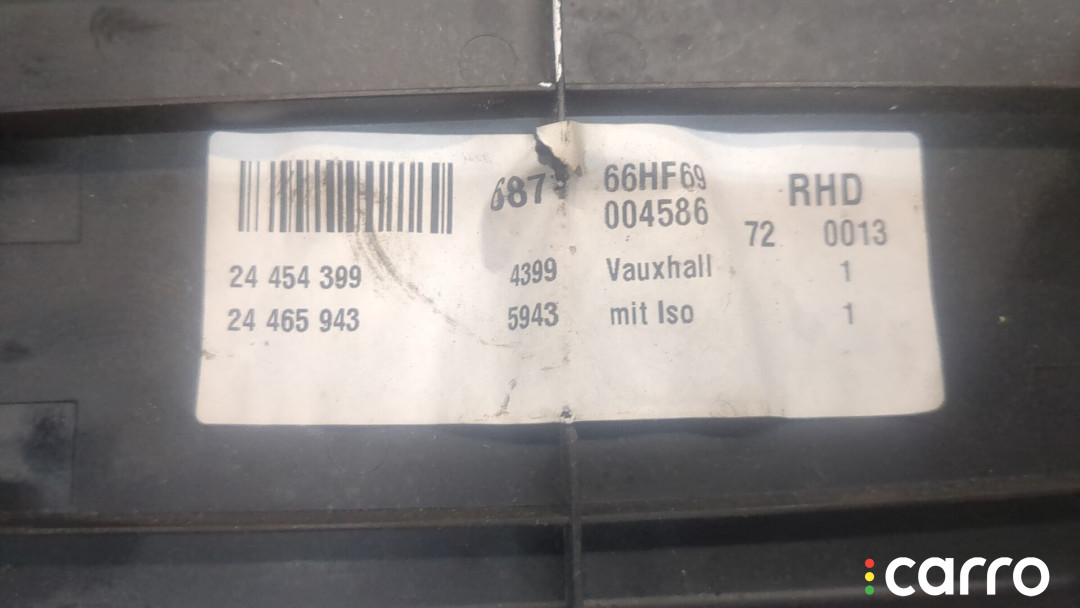 687
66HF69
004586
RHD
72 0013
24 454 399 4399 Vauxhall 1
24 465 943 5943 mit Iso 1
carro